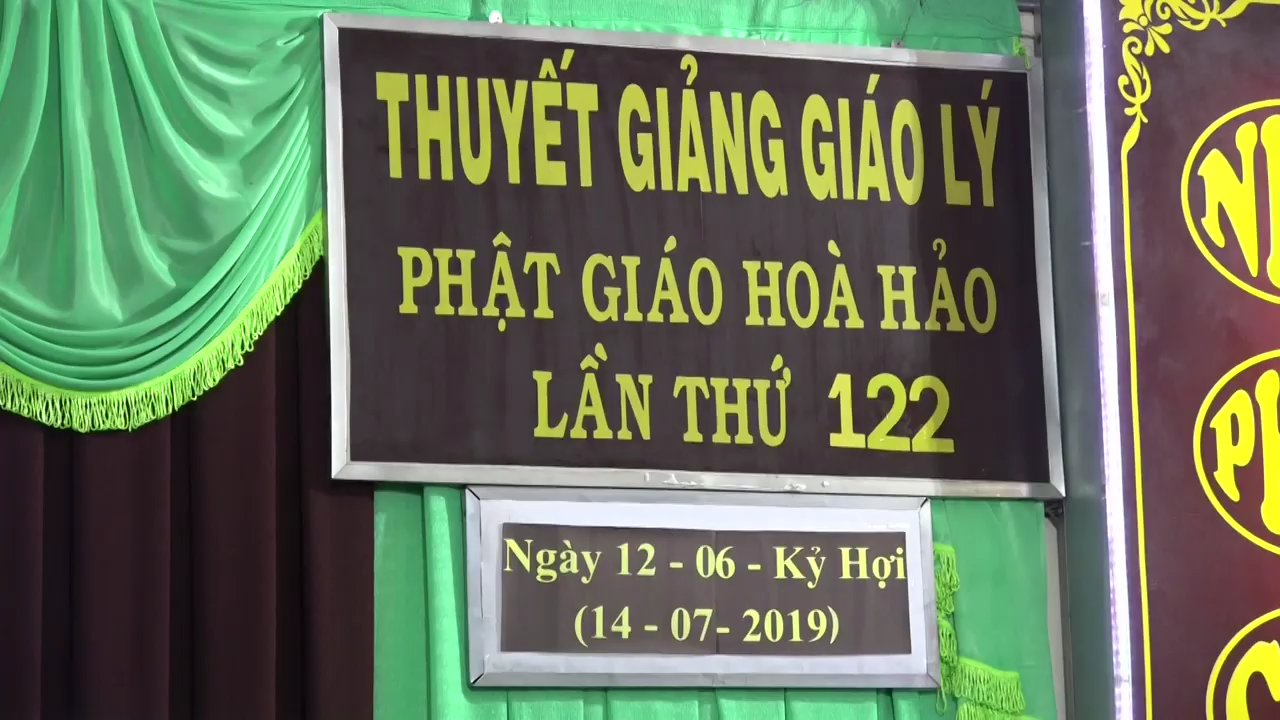 THUYẾT GIẢNG GIÁO LÝ
PHẬT GIÁO HOÀ HẢO
LẦN THỨ 122
Ngày 12 - 06 - Kỷ Hợi
(14 - 07- 2019)